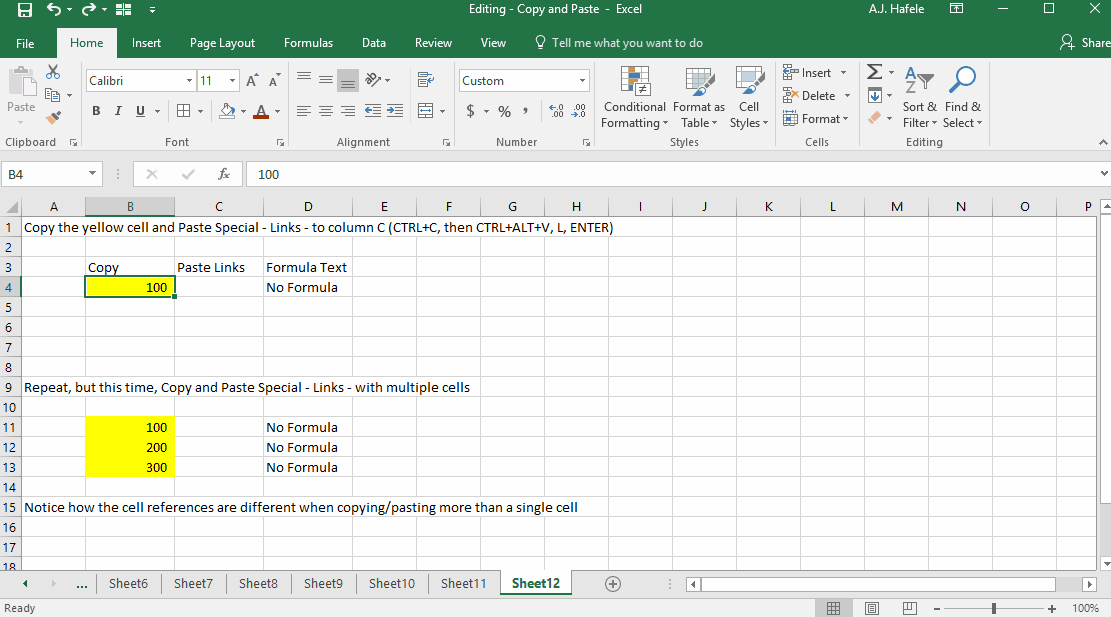 Editing - Copy and Paste - Excel
A.J. Hafele
File Home Insert Page Layout Formulas Data Review View Tell me what you want to do Share
Paste
Calibri 11
B I U A
Custom
$ % ,
Conditional Formatting
Format as Table
Cell Styles
Insert
Delete
Format
Sort & Filter
Find & Select
Clipboard Font Alignment Number Styles Cells Editing
B4 fx 100
A B C D E F G H I J K L M N O P
1 Copy the yellow cell and Paste Special - Links - to column C (CTRL+C, then CTRL+ALT+V, L, ENTER)
2
3 Copy Paste Links Formula Text
4 100 No Formula
5
6
7
8
9 Repeat, but this time, Copy and Paste Special - Links - with multiple cells
10
11 100 No Formula
12 200 No Formula
13 300 No Formula
14
15 Notice how the cell references are different when copying/pasting more than a single cell
16
17
18
... Sheet6 Sheet7 Sheet8 Sheet9 Sheet10 Sheet11 Sheet12
Ready
100%